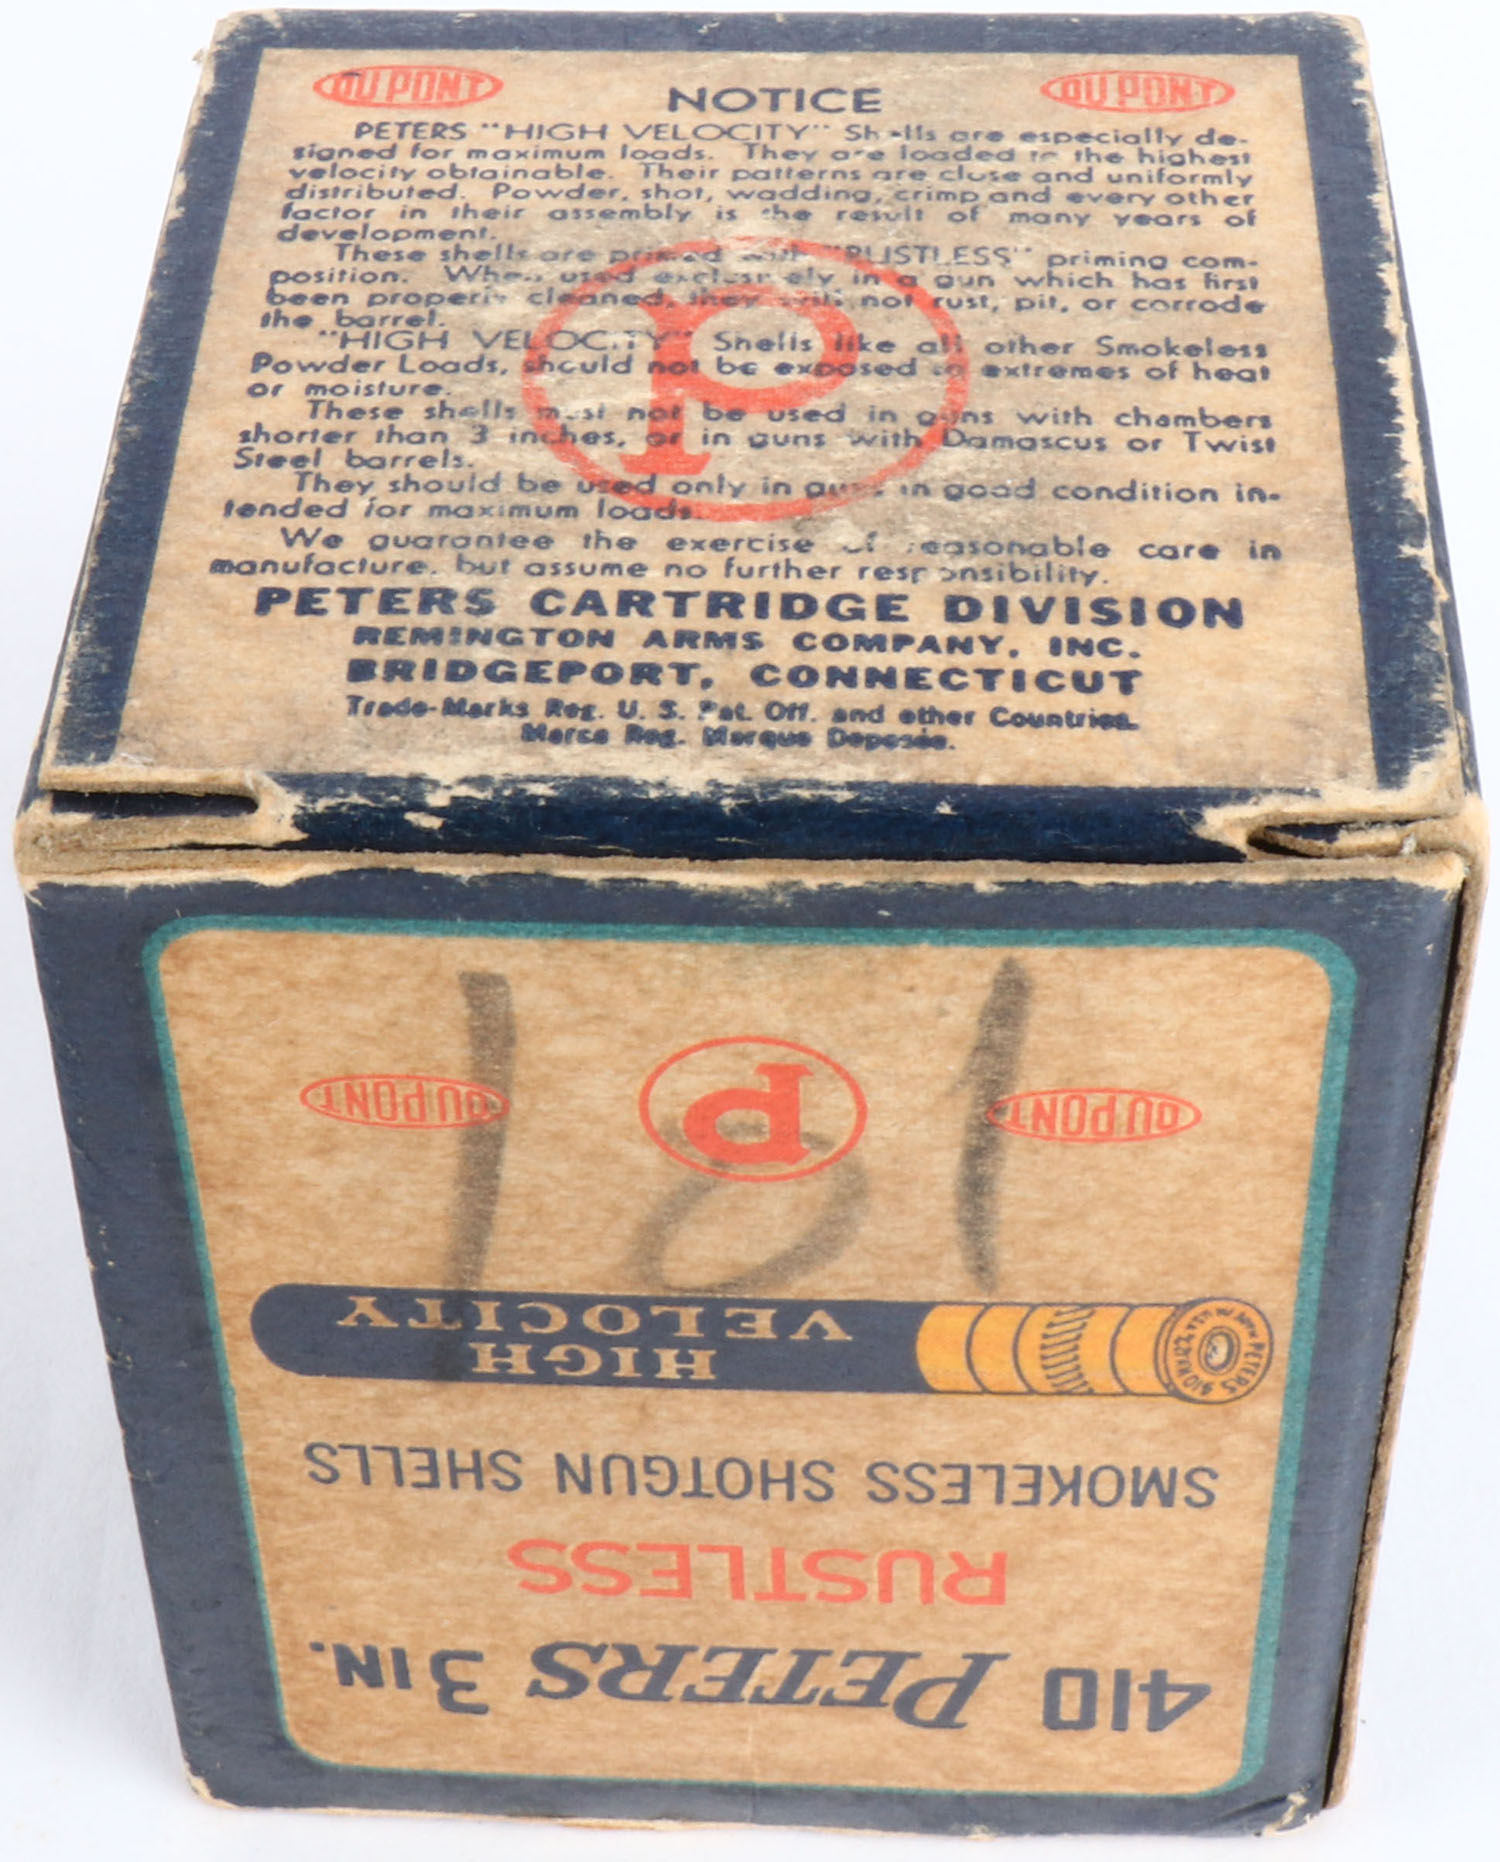 DU PONT NOTICE DU PONT
PETERS "HIGH VELOCITY" Shells are especially de-
signed for maximum loads. They are loaded to the highest
velocity obtainable. Their patterns are close and uniformly
distributed. Powder, shot, wadding, crimp and every other
factor in their assembly is the result of many years of
development.
These shells are primed with "RUSTLESS" priming com-
position. When used exclusively in a gun which has first
been properly cleaned, they will not rust, pit, or corrode
the barrel.
"HIGH VELOCITY" Shells like all other Smokeless
Powder Loads, should not be exposed to extremes of heat
or moisture.
These shells must not be used in guns with chambers
shorter than 3 inches, or in guns with Damascus or Twist
Steel barrels.
They should be used only in guns in good condition in-
tended for maximum loads.
We guarantee the exercise of reasonable care in
manufacture, but assume no further responsibility.
P
PETERS CARTRIDGE DIVISION
REMINGTON ARMS COMPANY, INC.
BRIDGEPORT, CONNECTICUT
Trade-Marks Reg. U. S. Pat. Off. and other Countries.
Marca Reg. Marque Deposée.
410 PETERS 3 IN.
RUSTLESS
SMOKELESS SHOTGUN SHELLS
HIGH
VELOCITY
PETERS 410
DU PONT P DU PONT